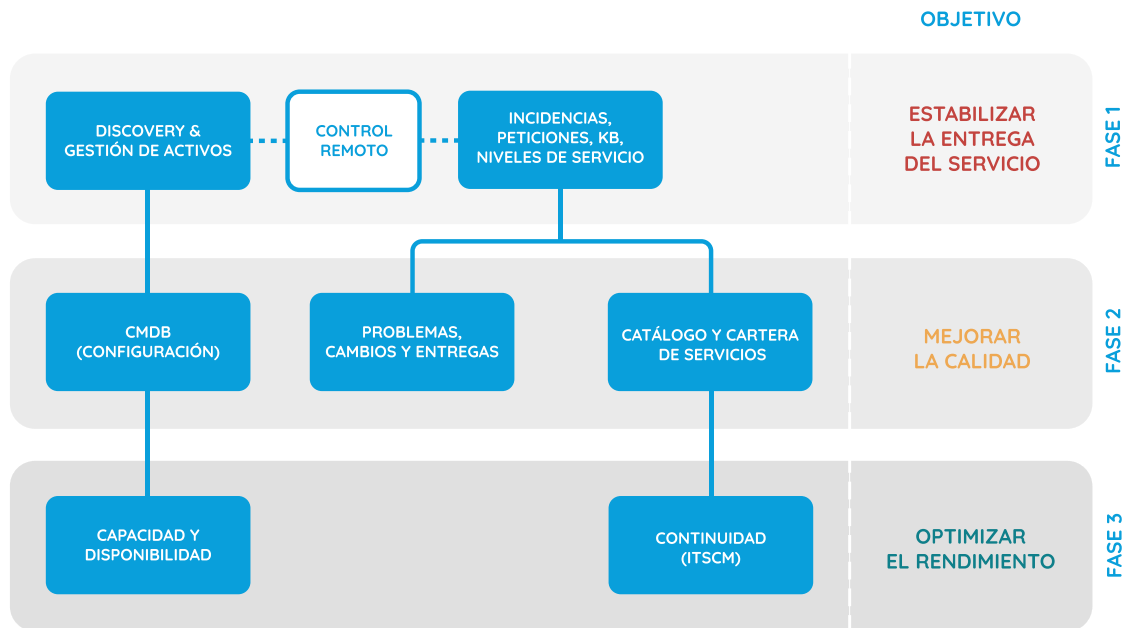 OBJETIVO
DISCOVERY &
GESTIÓN DE ACTIVOS
CONTROL
REMOTO
INCIDENCIAS,
PETICIONES, KB,
NIVELES DE SERVICIO
ESTABILIZAR
LA ENTREGA
DEL SERVICIO
FASE 1
CMDB
(CONFIGURACIÓN)
PROBLEMAS,
CAMBIOS Y ENTREGAS
CATÁLOGO Y CARTERA
DE SERVICIOS
MEJORAR
LA CALIDAD
FASE 2
CAPACIDAD Y
DISPONIBILIDAD
CONTINUIDAD
(ITSCM)
OPTIMIZAR
EL RENDIMIENTO
FASE 3